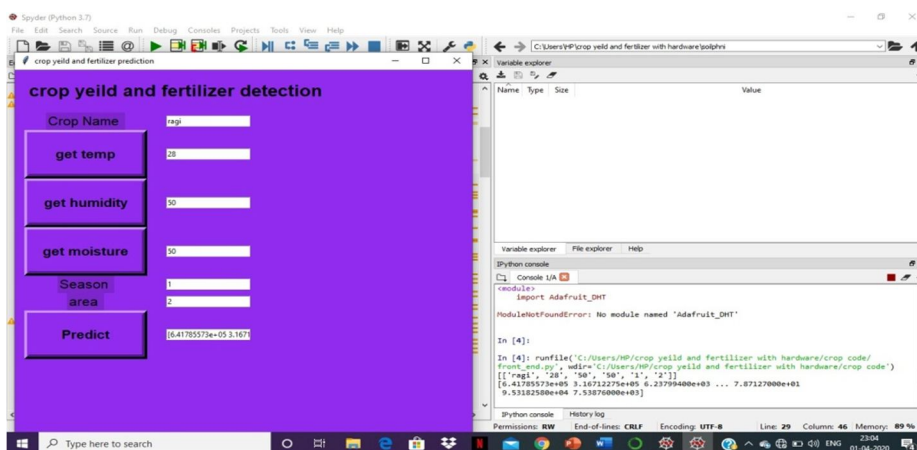 Spyder (Python 3.7)
File Edit Search Source Run Debug Consoles Projects Tools View Help
C:\Users\HP\crop yeild and fertilizer with hardware\poliphni
crop yeild and fertilizer prediction
crop yeild and fertilizer detection
Crop Name
ragi
get temp
28
get humidity
50
get moisture
50
Season
1
area
2
Predict
[6.41785573e+05 3.1671
Variable explorer
Name Type Size Value
Variable explorer File explorer Help
IPython console
Console 1/A
<module>
import Adafruit_DHT
ModuleNotFoundError: No module named 'Adafruit_DHT'
In [4]:
In [4]: runfile('C:/Users/HP/crop yeild and fertilizer with hardware/crop code/
front_end.py', wdir='C:/Users/HP/crop yeild and fertilizer with hardware/crop code')
[['ragi', '28', '50', '50', '1', '2']]
[6.41785573e+05 3.16712275e+05 6.23799400e+03 ... 7.87127000e+01
9.53182580e+04 7.53876000e+03]
IPython console History log
Permissions: RW End-of-lines: CRLF Encoding: UTF-8 Line: 29 Column: 46 Memory: 89 %
Type here to search
ENG
23:04
01-04-2020